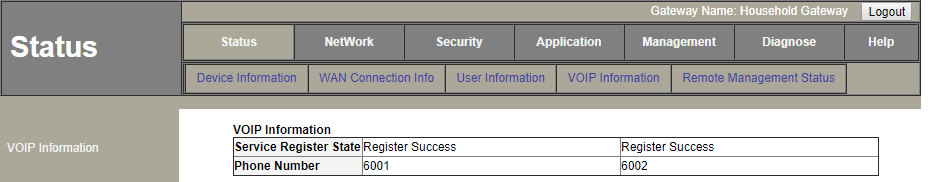 Gateway Name: Household Gateway Logout
Status
Status NetWork Security Application Management Diagnose Help
Device Information WAN Connection Info User Information VOIP Information Remote Management Status
VOIP Information
VOIP Information
Service Register State Register Success Register Success
Phone Number 6001 6002